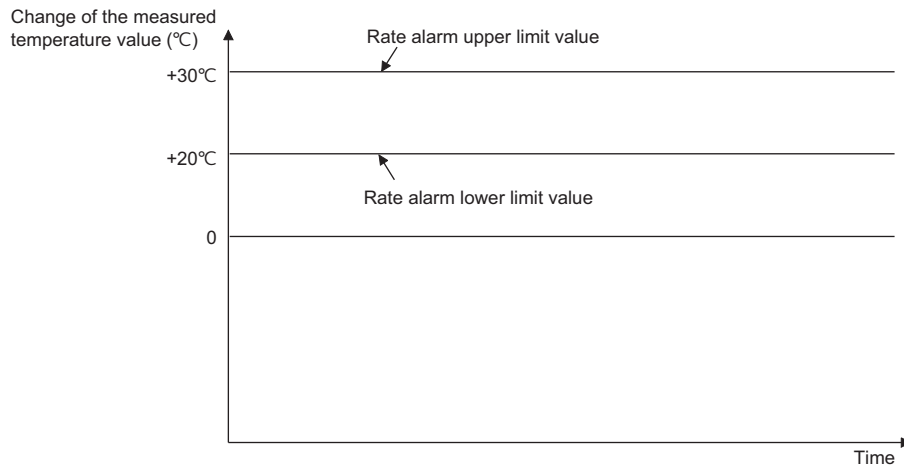 Change of the measured
temperature value (℃)
Rate alarm upper limit value
+30℃
+20℃
Rate alarm lower limit value
0
Time